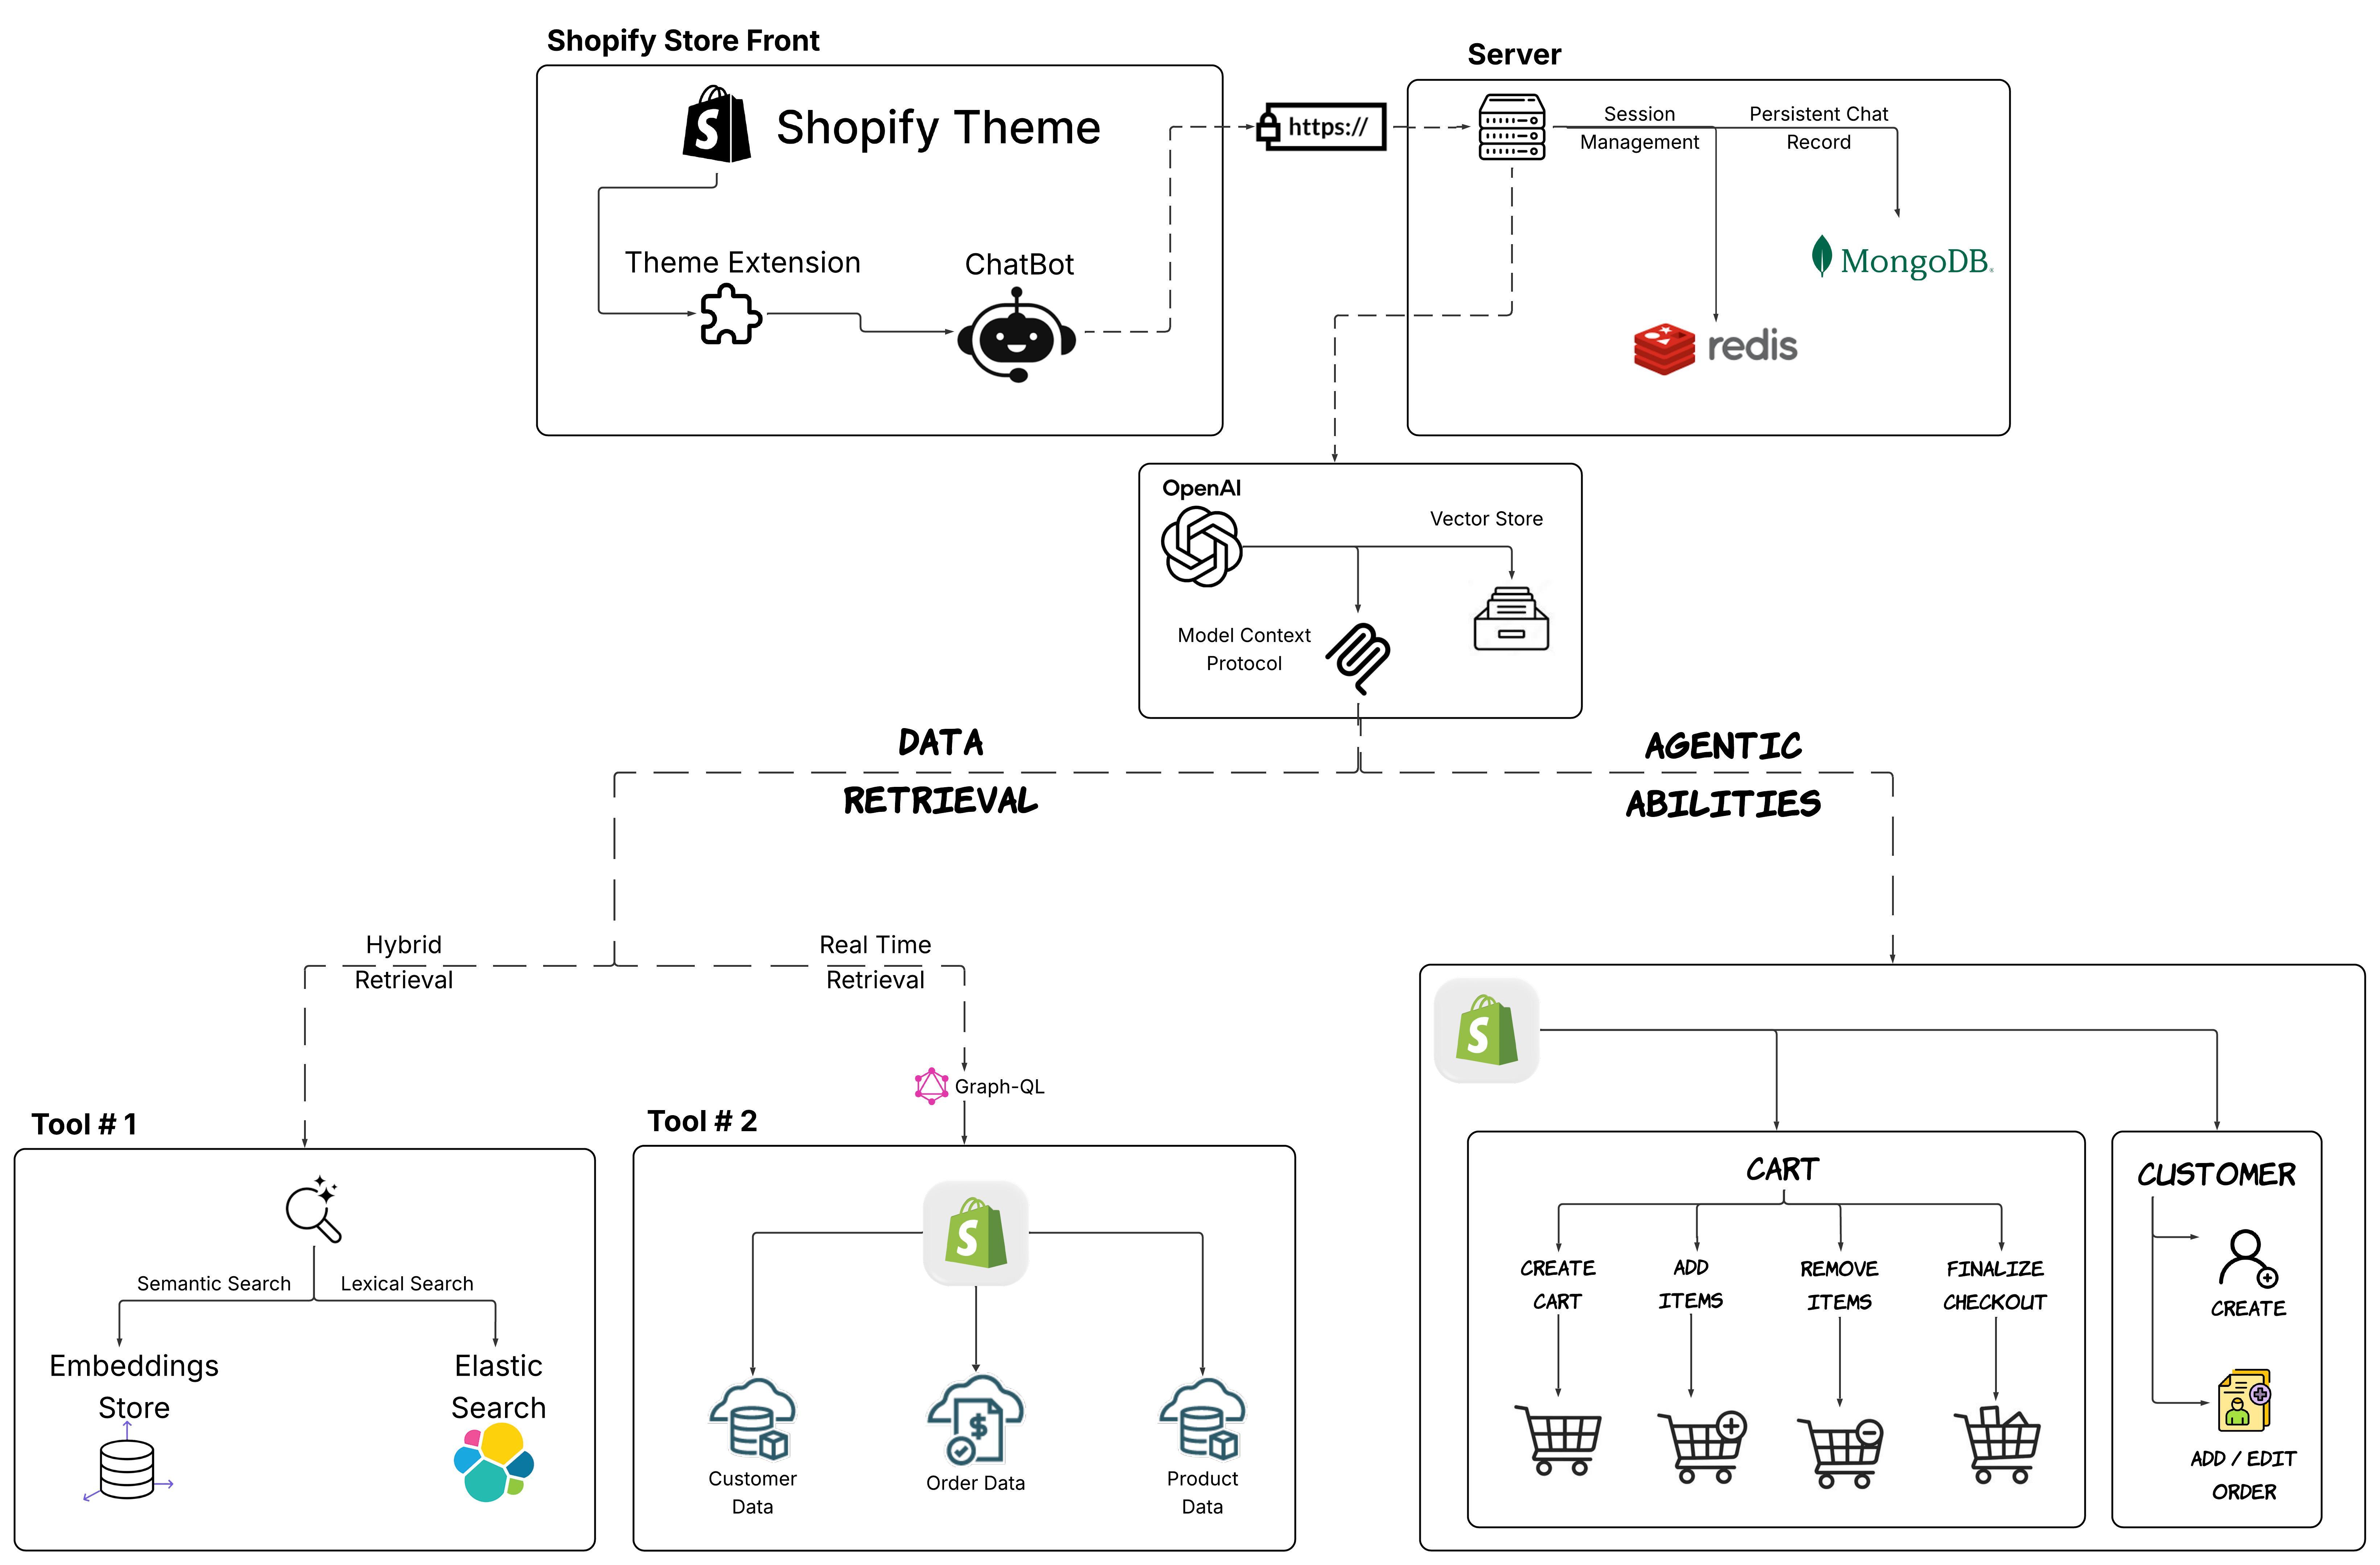 Shopify Store Front
Shopify Theme
Theme Extension
ChatBot
https://
Server
Session
Management
Persistent Chat
Record
MongoDB®
redis
OpenAI
Vector Store
Model Context
Protocol
DATA
RETRIEVAL
AGENTIC
ABILITIES
Hybrid
Retrieval
Real Time
Retrieval
Graph-QL
Tool # 1
Semantic Search
Lexical Search
Embeddings
Store
Elastic
Search
Tool # 2
Customer
Data
Order Data
Product
Data
CART
CREATE
CART
ADD
ITEMS
REMOVE
ITEMS
FINALIZE
CHECKOUT
CUSTOMER
CREATE
ADD / EDIT
ORDER